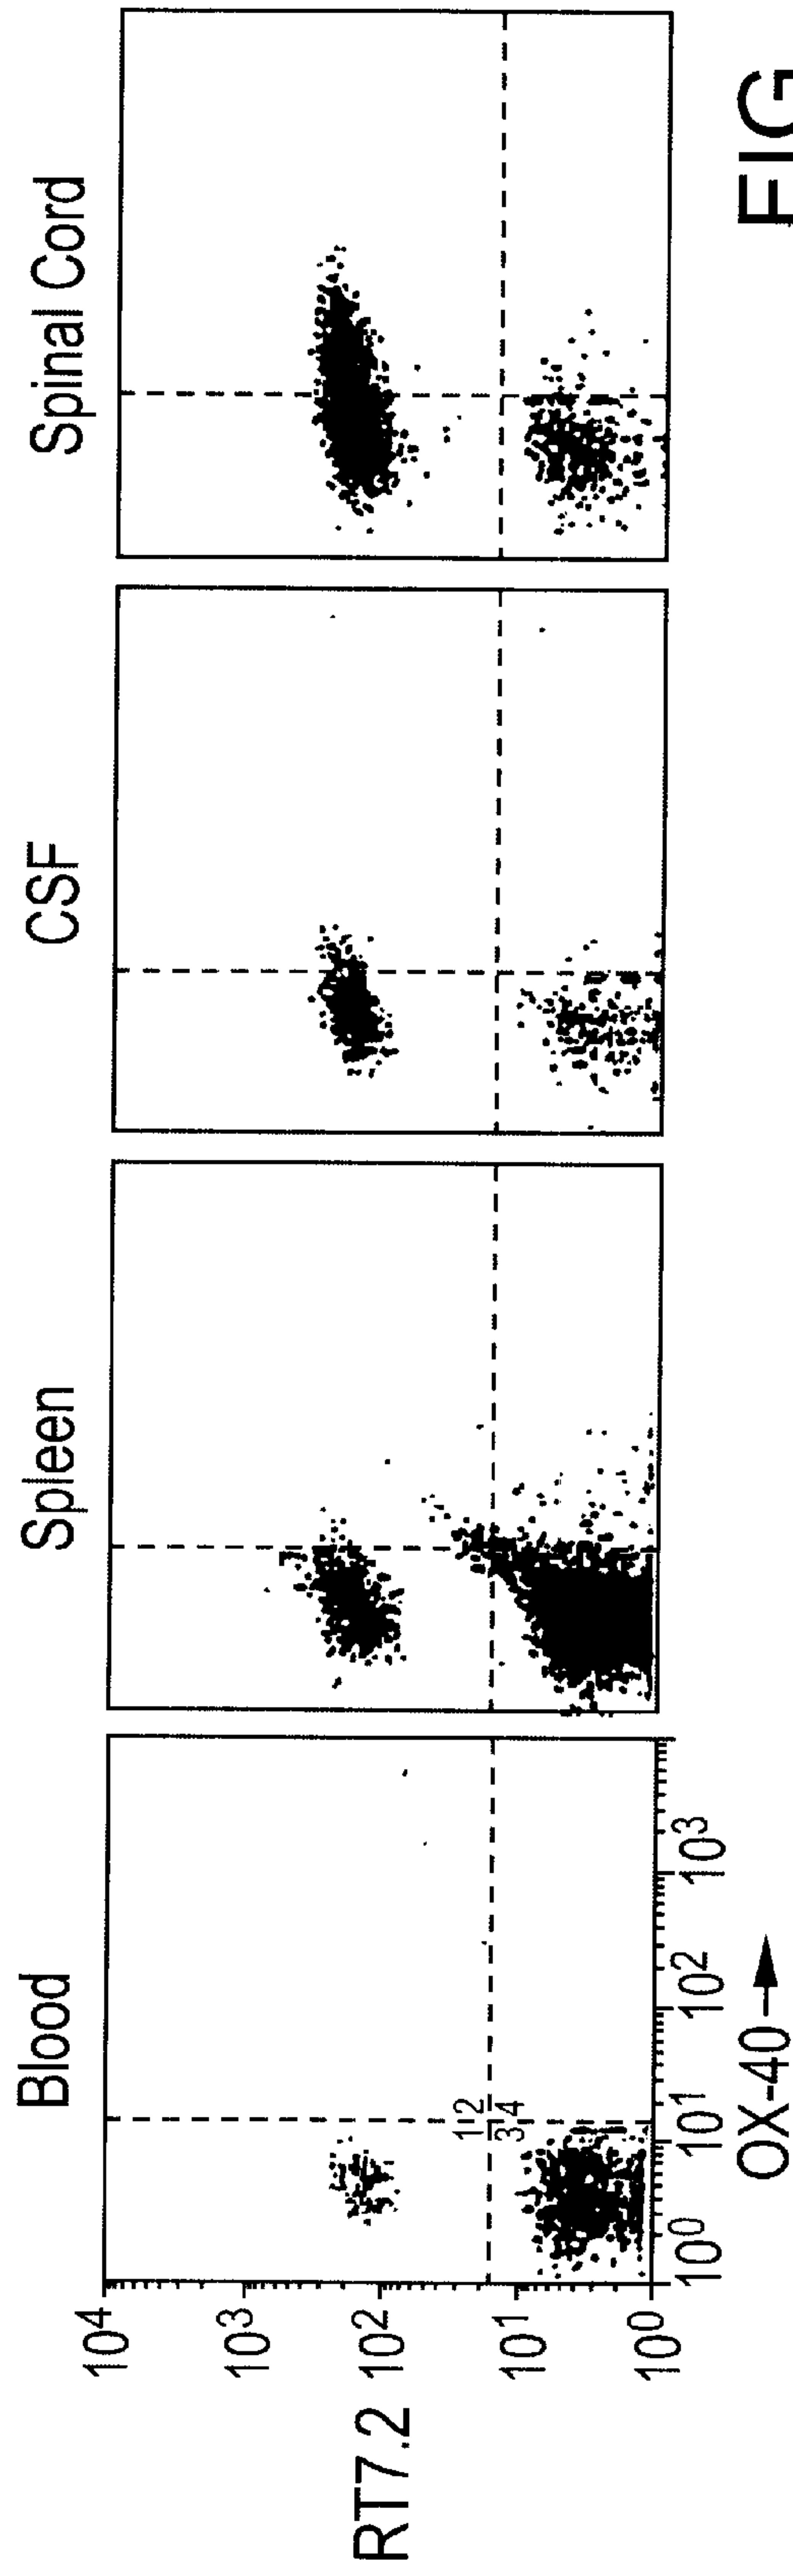 Blood
Spleen
CSF
Spinal Cord
RT7.2
10⁴
10³
10²
10¹
10⁰
1 2
3 4
10⁰ 10¹ 10² 10³
OX-40 →
FIG